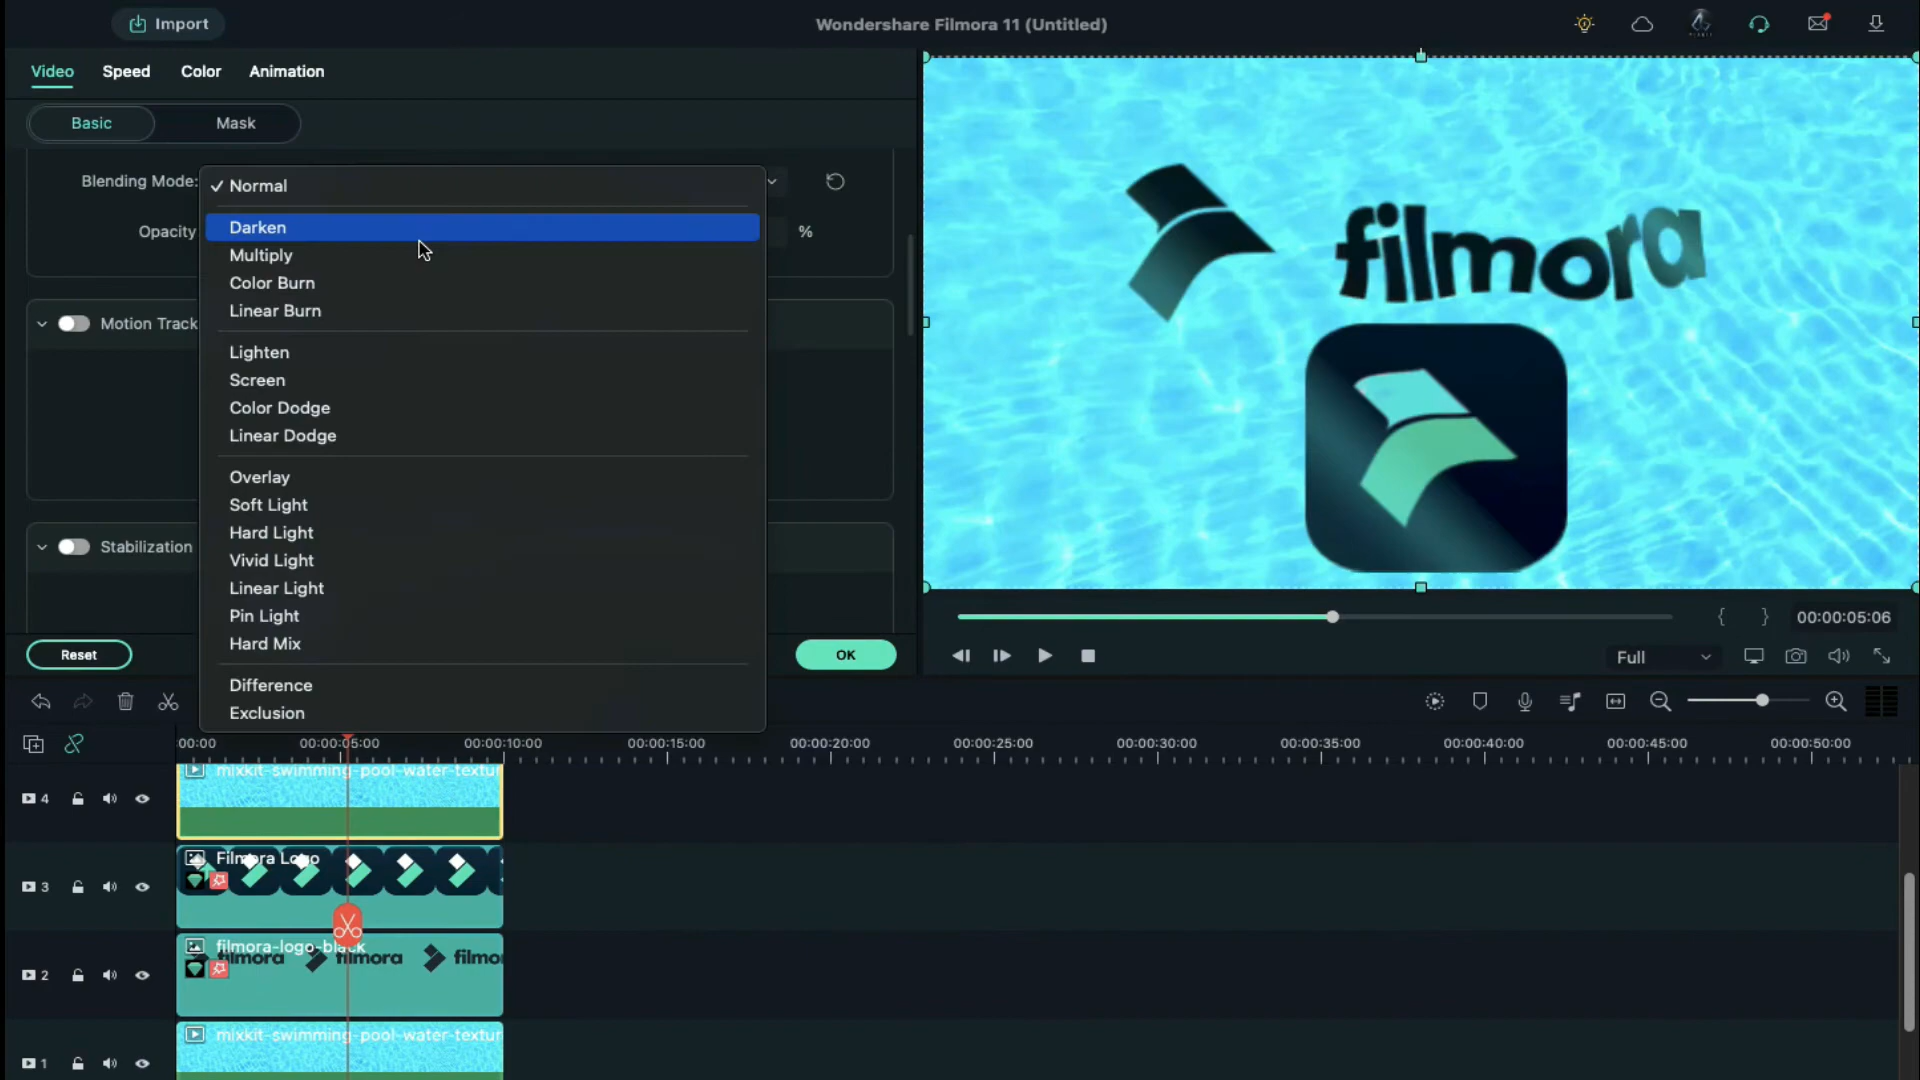 Import
Wondershare Filmora 11 (Untitled)
Video Speed Color Animation
Basic Mask
Blending Mode:
Opacity
%
Normal
Darken
Multiply
Color Burn
Linear Burn
Lighten
Screen
Color Dodge
Linear Dodge
Overlay
Soft Light
Hard Light
Vivid Light
Linear Light
Pin Light
Hard Mix
Difference
Exclusion
Motion Track
Stabilization
Reset
OK
filmora
{ } 00:00:05:06
Full
:00:00 00:00:05:00 00:00:10:00 00:00:15:00 00:00:20:00 00:00:25:00 00:00:30:00 00:00:35:00 00:00:40:00 00:00:45:00 00:00:50:00
4
mixkit-swimming-pool-water-textur
3
Filmora Logo
2
filmora-logo-black
filmora filmora filmo
1
mixkit-swimming-pool-water-textur